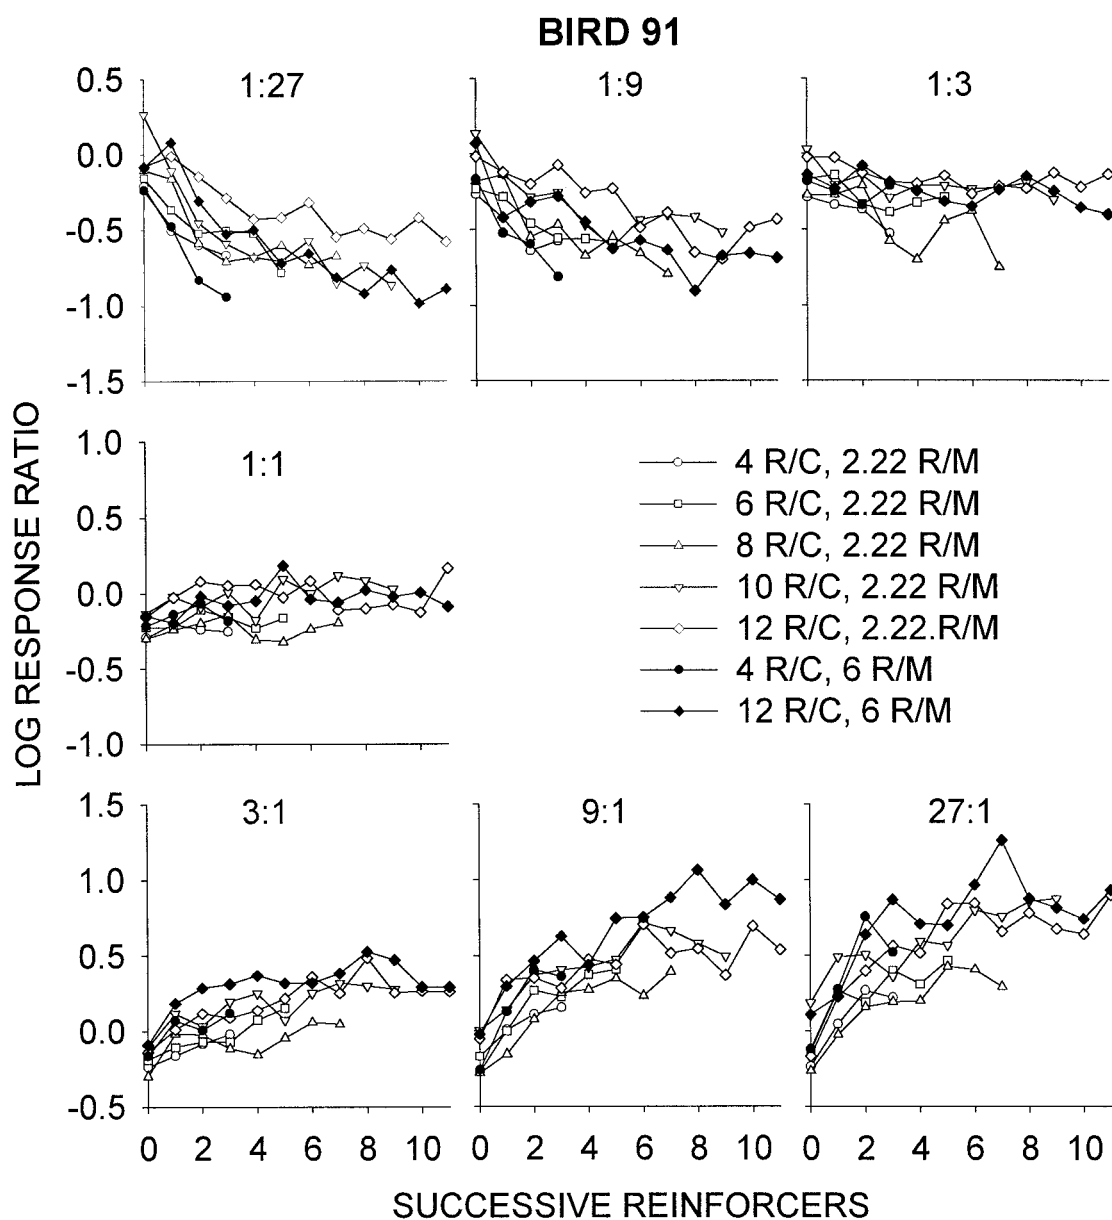 BIRD 91
1:27
1:9
1:3
0.5
0.0
-0.5
-1.0
-1.5
LOG RESPONSE RATIO
1:1
1.0
0.5
0.0
-0.5
-1.0
4 R/C, 2.22 R/M
6 R/C, 2.22 R/M
8 R/C, 2.22 R/M
10 R/C, 2.22 R/M
12 R/C, 2.22.R/M
4 R/C, 6 R/M
12 R/C, 6 R/M
3:1
9:1
27:1
1.5
1.0
0.5
0.0
-0.5
0 2 4 6 8 10
0 2 4 6 8 10
0 2 4 6 8 10
SUCCESSIVE REINFORCERS